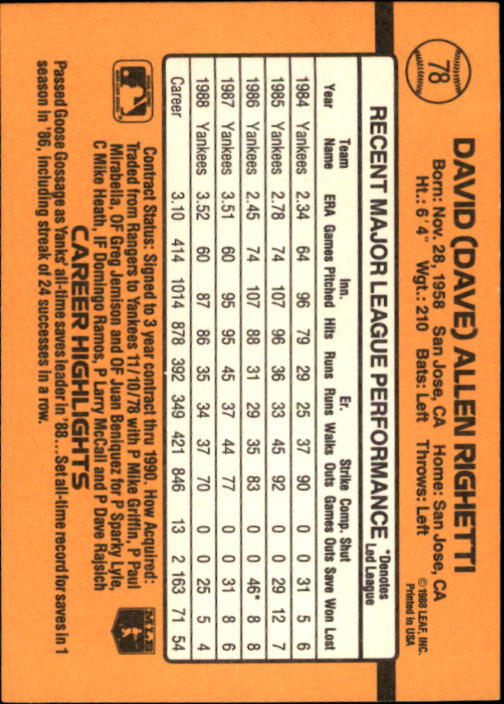 78
DAVID (DAVE) ALLEN RIGHETTI
Born: Nov. 28, 1958 San Jose, CA Home: San Jose, CA
Ht.: 6'4" Wgt.: 210 Bats: Left Throws: Left
©1988 LEAF, INC.
Printed in USA
RECENT MAJOR LEAGUE PERFORMANCE *Denotes Led League
Year Team Name ERA Games Inn. Pitched Hits Runs Er. Runs Walks Strike Outs Comp. Games Shut Outs Save Won Lost
1984 Yankees 2.34 64 96 79 29 25 37 90 0 0 31 5 6
1985 Yankees 2.78 74 107 96 36 33 45 92 0 0 29 12 7
1986 Yankees 2.45 74 107 88 31 29 35 83 0 0 46* 8 8
1987 Yankees 3.51 60 95 95 45 37 44 77 0 0 31 8 6
1988 Yankees 3.52 60 87 86 35 34 37 70 0 0 25 5 4
Career 3.10 414 1014 878 392 349 421 846 13 2 163 71 54
Contract Status: Signed to 3 year contract thru 1990. How Acquired:
Traded from Rangers to Yankees 11/10/78 with P Mike Griffin, P Paul
Mirabella, OF Greg Jemison and OF Juan Beniquez for P Sparky Lyle,
C Mike Heath, IF Domingo Ramos, P Larry McCall and P Dave Rajsich
MLB
CAREER HIGHLIGHTS
Passed Goose Gossage as Yanks' all-time saves leader in '88...Set all-time record for saves in 1
season in '86, including streak of 24 successes in a row.